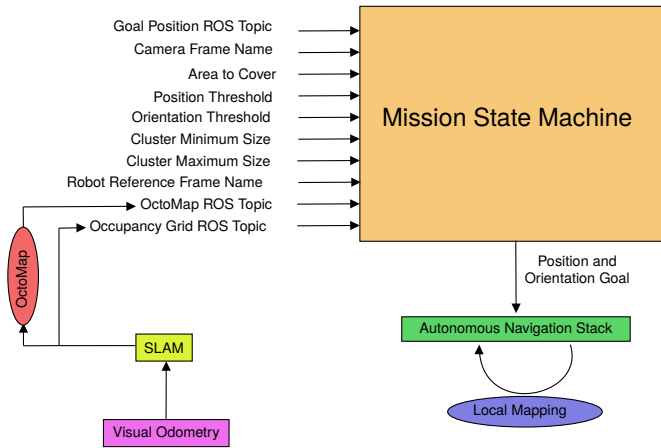 Goal Position ROS Topic
Camera Frame Name
Area to Cover
Position Threshold
Orientation Threshold
Cluster Minimum Size
Cluster Maximum Size
Robot Reference Frame Name
OctoMap ROS Topic
Occupancy Grid ROS Topic
Mission State Machine
OctoMap
Position and
Orientation Goal
Autonomous Navigation Stack
SLAM
Local Mapping
Visual Odometry